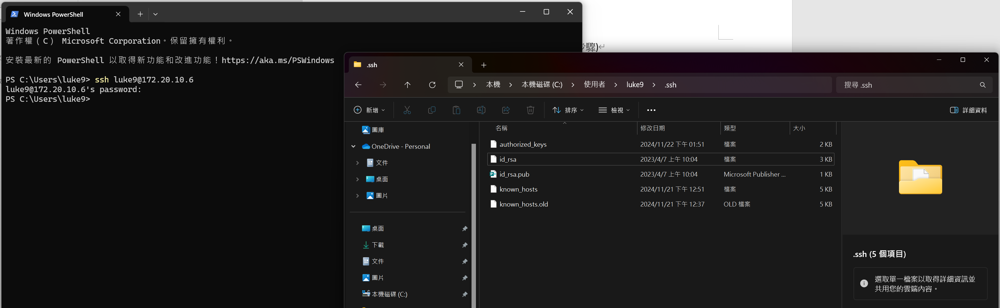 Windows PowerShell
Windows PowerShell
著作權（C） Microsoft Corporation。保留擁有權利。
安裝最新的 PowerShell 以取得新功能和改進功能！https://aka.ms/PSWindows
PS C:\Users\luke9> ssh luke9@172.20.10.6
luke9@172.20.10.6's password:
PS C:\Users\luke9>
驟)↵
.ssh
本機 > 本機磁碟 (C:) > 使用者 > luke9 > .ssh
搜尋 .ssh
新增 排序 檢視 ••• 詳細資料
圖庫
OneDrive - Personal
文件
桌面
圖片
桌面
下載
文件
圖片
本機磁碟 (C:)
名稱 修改日期 類型 大小
authorized_keys 2024/11/22 下午 01:51 檔案 2 KB
id_rsa 2023/4/7 上午 10:04 檔案 3 KB
id_rsa.pub 2023/4/7 上午 10:04 Microsoft Publisher ... 1 KB
known_hosts 2024/11/21 下午 12:51 檔案 5 KB
known_hosts.old 2024/11/21 下午 12:37 OLD 檔案 5 KB
.ssh (5 個項目)
選取單一檔案以取得詳細資訊並
共用您的雲端內容。